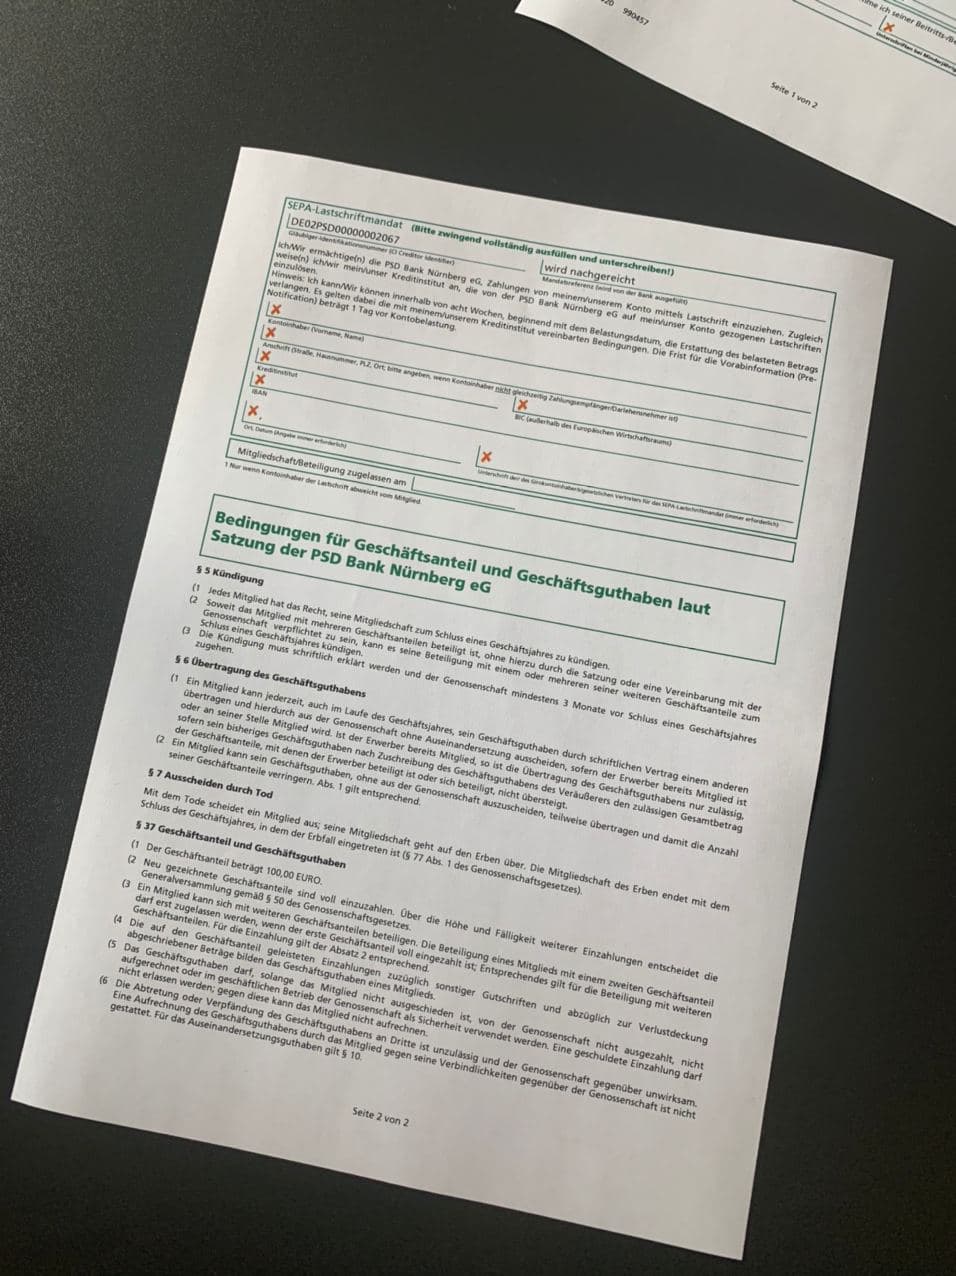 020 990457
me ich seiner Beitritts-/Be
Seite 1 von 2
SEPA-Lastschriftmandat (Bitte zwingend vollständig ausfüllen und unterschreiben!)
DE02PSD00000002067
Gläubiger-Identifikationsnummer (CI Creditor Identifier)
wird nachgereicht
Mandatsreferenz (wird von der Bank ausgefüllt)
Ich/Wir ermächtige(n) die PSD Bank Nürnberg eG, Zahlungen von meinem/unserem Konto mittels Lastschrift einzuziehen. Zugleich
weise(n) ich/wir mein/unser Kreditinstitut an, die von der PSD Bank Nürnberg eG auf mein/unser Konto gezogenen Lastschriften
einzulösen.
Hinweis: Ich kann/Wir können innerhalb von acht Wochen, beginnend mit dem Belastungsdatum, die Erstattung des belasteten Betrags
verlangen. Es gelten dabei die mit meinem/unserem Kreditinstitut vereinbarten Bedingungen. Die Frist für die Vorabinformation (Pre-
Notification) beträgt 1 Tag vor Kontobelastung.
Kontoinhaber (Vorname, Name)
Anschrift (Straße, Hausnummer, PLZ, Ort; bitte angeben, wenn Kontoinhaber nicht gleichzeitig Zahlungsempfänger/Darlehensnehmer ist)
Kreditinstitut
BIC (außerhalb des Europäischen Wirtschaftsraums)
IBAN
Ort, Datum (Angabe immer erforderlich)
Unterschrift der/des Girokontoinhaber/s/gesetzlichen Vertreters für das SEPA-Lastschriftmandat (immer erforderlich)
Mitgliedschaft/Beteiligung zugelassen am
1 Nur wenn Kontoinhaber der Lastschrift abweicht vom Mitglied.
Bedingungen für Geschäftsanteil und Geschäftsguthaben laut
Satzung der PSD Bank Nürnberg eG
§ 5 Kündigung
(1 Jedes Mitglied hat das Recht, seine Mitgliedschaft zum Schluss eines Geschäftsjahres zu kündigen.
(2 Soweit das Mitglied mit mehreren Geschäftsanteilen beteiligt ist, ohne hierzu durch die Satzung oder eine Vereinbarung mit der
Genossenschaft verpflichtet zu sein, kann es seine Beteiligung mit einem oder mehreren seiner weiteren Geschäftsanteile zum
Schluss eines Geschäftsjahres kündigen.
(3 Die Kündigung muss schriftlich erklärt werden und der Genossenschaft mindestens 3 Monate vor Schluss eines Geschäftsjahres
zugehen.
§ 6 Übertragung des Geschäftsguthabens
(1 Ein Mitglied kann jederzeit, auch im Laufe des Geschäftsjahres, sein Geschäftsguthaben durch schriftlichen Vertrag einem anderen
übertragen und hierdurch aus der Genossenschaft ohne Auseinandersetzung ausscheiden, sofern der Erwerber bereits Mitglied ist
oder an seiner Stelle Mitglied wird. Ist der Erwerber bereits Mitglied, so ist die Übertragung des Geschäftsguthabens nur zulässig,
sofern sein bisheriges Geschäftsguthaben nach Zuschreibung des Geschäftsguthabens des Veräußerers den zulässigen Gesamtbetrag
der Geschäftsanteile, mit denen der Erwerber beteiligt ist oder sich beteiligt, nicht übersteigt.
(2 Ein Mitglied kann sein Geschäftsguthaben, ohne aus der Genossenschaft auszuscheiden, teilweise übertragen und damit die Anzahl
seiner Geschäftsanteile verringern. Abs. 1 gilt entsprechend.
§ 7 Ausscheiden durch Tod
Mit dem Tode scheidet ein Mitglied aus; seine Mitgliedschaft geht auf den Erben über. Die Mitgliedschaft des Erben endet mit dem
Schluss des Geschäftsjahres, in dem der Erbfall eingetreten ist (§ 77 Abs. 1 des Genossenschaftsgesetzes).
§ 37 Geschäftsanteil und Geschäftsguthaben
(1 Der Geschäftsanteil beträgt 100,00 EURO.
(2 Neu gezeichnete Geschäftsanteile sind voll einzuzahlen. Über die Höhe und Fälligkeit weiterer Einzahlungen entscheidet die
Generalversammlung gemäß § 50 des Genossenschaftsgesetzes.
(3 Ein Mitglied kann sich mit weiteren Geschäftsanteilen beteiligen. Die Beteiligung eines Mitglieds mit einem zweiten Geschäftsanteil
darf erst zugelassen werden, wenn der erste Geschäftsanteil voll eingezahlt ist; Entsprechendes gilt für die Beteiligung mit weiteren
Geschäftsanteilen. Für die Einzahlung gilt der Absatz 2 entsprechend.
(4 Die auf den Geschäftsanteil geleisteten Einzahlungen zuzüglich sonstiger Gutschriften und abzüglich zur Verlustdeckung
abgeschriebener Beträge bilden das Geschäftsguthaben eines Mitglieds.
(5 Das Geschäftsguthaben darf, solange das Mitglied nicht ausgeschieden ist, von der Genossenschaft nicht ausgezahlt, nicht
aufgerechnet oder im geschäftlichen Betrieb der Genossenschaft als Sicherheit verwendet werden. Eine geschuldete Einzahlung darf
nicht erlassen werden; gegen diese kann das Mitglied nicht aufrechnen.
(6 Die Abtretung oder Verpfändung des Geschäftsguthabens an Dritte ist unzulässig und der Genossenschaft gegenüber unwirksam.
Eine Aufrechnung des Geschäftsguthabens durch das Mitglied gegen seine Verbindlichkeiten gegenüber der Genossenschaft ist nicht
gestattet. Für das Auseinandersetzungsguthaben gilt § 10.
Seite 2 von 2